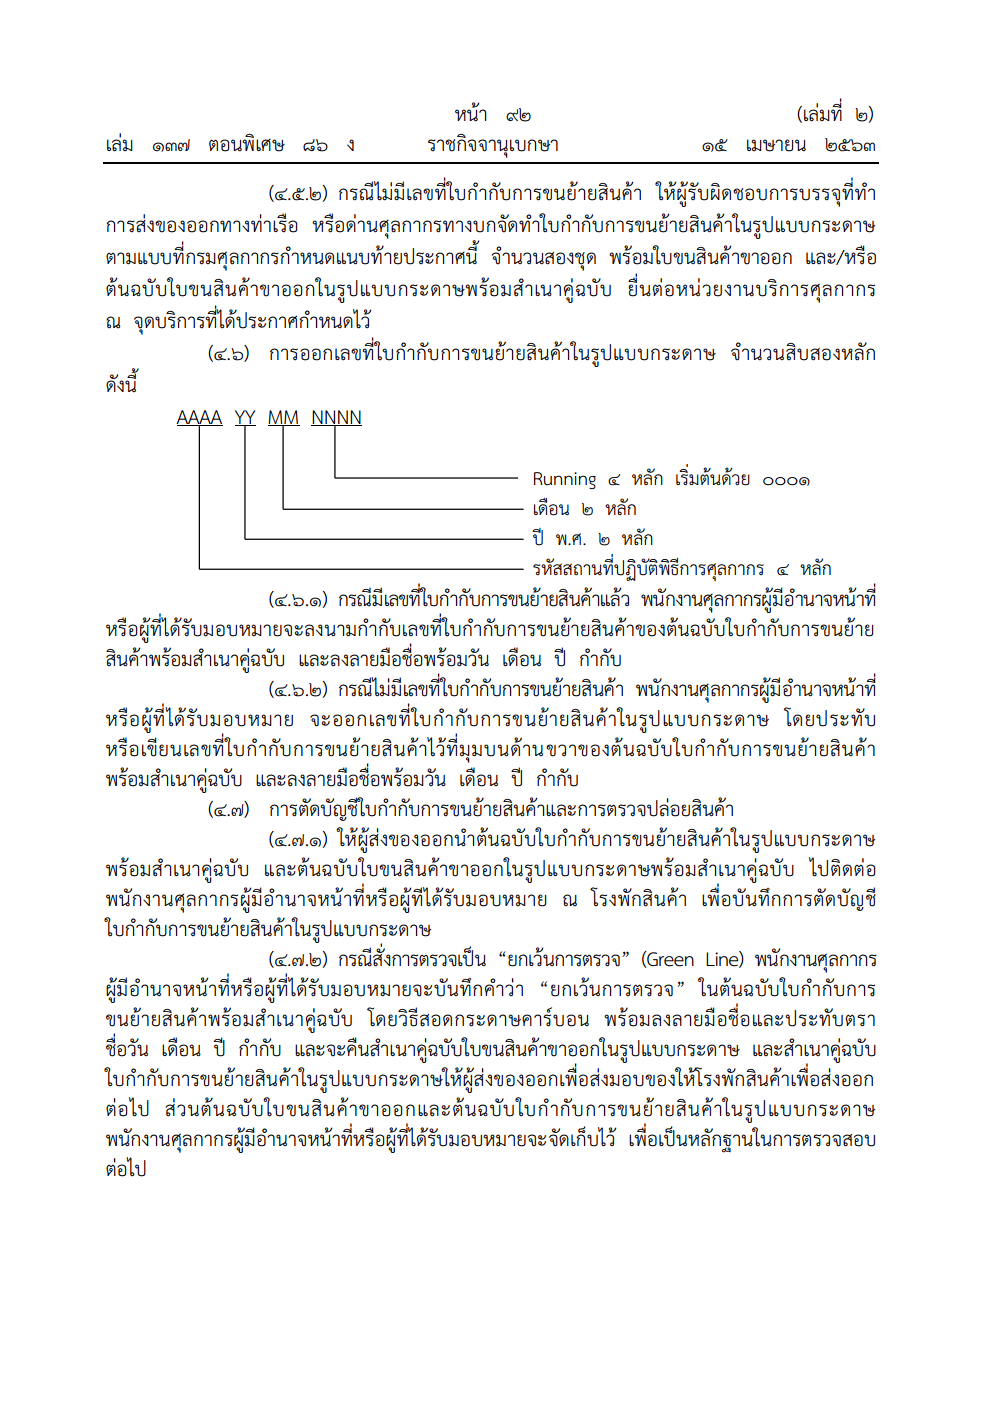 หน้า ๙๒
(เล่มที่ ๒)
เล่ม ๑๓๗ ตอนพิเศษ ๘๖ ง ราชกิจจานุเบกษา ๑๕ เมษายน ๒๕๖๓
(๔.๕.๒) กรณีไม่มีเลขที่ใบกำกับการขนย้ายสินค้า ให้ผู้รับผิดชอบการบรรจุที่ทำ
การส่งของออกทางท่าเรือ หรือด่านศุลกากรทางบกจัดทำใบกำกับการขนย้ายสินค้าในรูปแบบกระดาษ
ตามแบบที่กรมศุลกากรกำหนดแนบท้ายประกาศนี้ จำนวนสองชุด พร้อมใบขนสินค้าขาออก และ/หรือ
ต้นฉบับใบขนสินค้าขาออกในรูปแบบกระดาษพร้อมสำเนาคู่ฉบับ ยื่นต่อหน่วยงานบริการศุลกากร
ณ จุดบริการที่ได้ประกาศกำหนดไว้
(๔.๖) การออกเลขที่ใบกำกับการขนย้ายสินค้าในรูปแบบกระดาษ จำนวนสิบสองหลัก
ดังนี้
AAAA YY MM NNNN
Running ๔ หลัก เริ่มต้นด้วย ๐๐๐๑
เดือน ๒ หลัก
ปี พ.ศ. ๒ หลัก
รหัสสถานที่ปฏิบัติพิธีการศุลกากร ๔ หลัก
(๔.๖.๑) กรณีมีเลขที่ใบกำกับการขนย้ายสินค้าแล้ว พนักงานศุลกากรผู้มีอำนาจหน้าที่
หรือผู้ที่ได้รับมอบหมายจะลงนามกำกับเลขที่ใบกำกับการขนย้ายสินค้าของต้นฉบับใบกำกับการขนย้าย
สินค้าพร้อมสำเนาคู่ฉบับ และลงลายมือชื่อพร้อมวัน เดือน ปี กำกับ
(๔.๖.๒) กรณีไม่มีเลขที่ใบกำกับการขนย้ายสินค้า พนักงานศุลกากรผู้มีอำนาจหน้าที่
หรือผู้ที่ได้รับมอบหมาย จะออกเลขที่ใบกำกับการขนย้ายสินค้าในรูปแบบกระดาษ โดยประทับ
หรือเขียนเลขที่ใบกำกับการขนย้ายสินค้าไว้ที่มุมบนด้านขวาของต้นฉบับใบกำกับการขนย้ายสินค้า
พร้อมสำเนาคู่ฉบับ และลงลายมือชื่อพร้อมวัน เดือน ปี กำกับ
(๔.๗) การตัดบัญชีใบกำกับการขนย้ายสินค้าและการตรวจปล่อยสินค้า
(๔.๗.๑) ให้ผู้ส่งของออกนำต้นฉบับใบกำกับการขนย้ายสินค้าในรูปแบบกระดาษ
พร้อมสำเนาคู่ฉบับ และต้นฉบับใบขนสินค้าขาออกในรูปแบบกระดาษพร้อมสำเนาคู่ฉบับ ไปติดต่อ
พนักงานศุลกากรผู้มีอำนาจหน้าที่หรือผู้ที่ได้รับมอบหมาย ณ โรงพักสินค้า เพื่อบันทึกการตัดบัญชี
ใบกำกับการขนย้ายสินค้าในรูปแบบกระดาษ
(๔.๗.๒) กรณีสั่งการตรวจเป็น “ยกเว้นการตรวจ” (Green Line) พนักงานศุลกากร
ผู้มีอำนาจหน้าที่หรือผู้ที่ได้รับมอบหมายจะบันทึกคำว่า “ยกเว้นการตรวจ” ในต้นฉบับใบกำกับการ
ขนย้ายสินค้าพร้อมสำเนาคู่ฉบับ โดยวิธีสอดกระดาษคาร์บอน พร้อมลงลายมือชื่อและประทับตรา
ชื่อวัน เดือน ปี กำกับ และจะคืนสำเนาคู่ฉบับใบขนสินค้าขาออกในรูปแบบกระดาษ และสำเนาคู่ฉบับ
ใบกำกับการขนย้ายสินค้าในรูปแบบกระดาษให้ผู้ส่งของออกเพื่อส่งมอบของให้โรงพักสินค้าเพื่อส่งออก
ต่อไป ส่วนต้นฉบับใบขนสินค้าขาออกและต้นฉบับใบกำกับการขนย้ายสินค้าในรูปแบบกระดาษ
พนักงานศุลกากรผู้มีอำนาจหน้าที่หรือผู้ที่ได้รับมอบหมายจะจัดเก็บไว้ เพื่อเป็นหลักฐานในการตรวจสอบ
ต่อไป